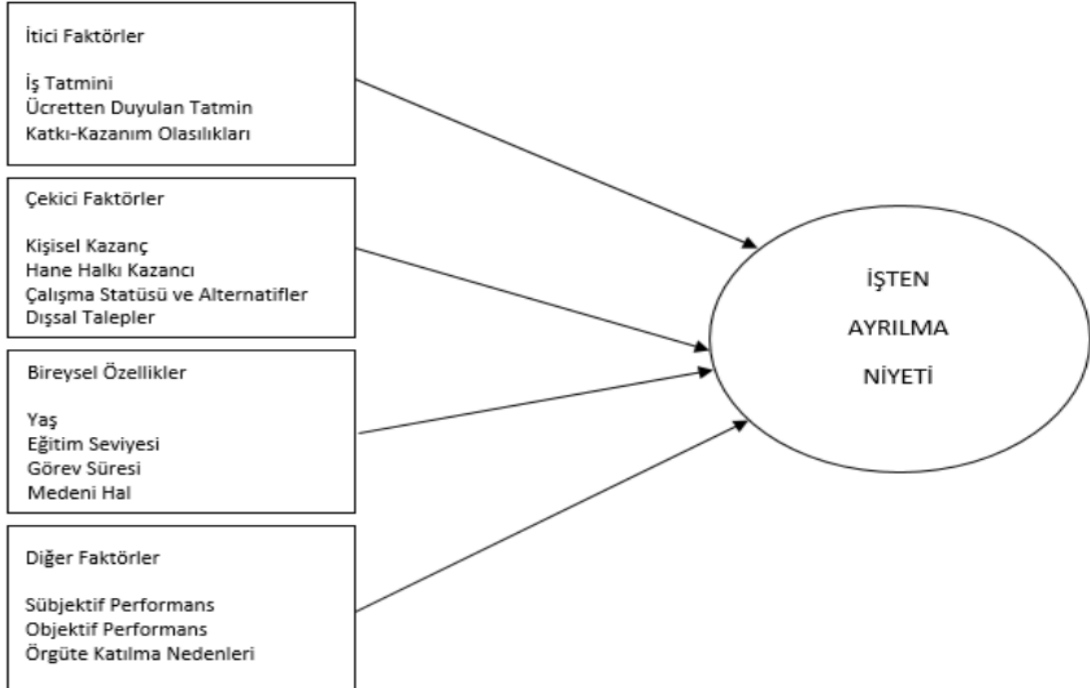 İtici Faktörler
İş Tatmini
Ücretten Duyulan Tatmin
Katkı-Kazanım Olasılıkları
Çekici Faktörler
Kişisel Kazanç
Hane Halkı Kazancı
Çalışma Statüsü ve Alternatifler
Dışsal Talepler
Bireysel Özellikler
Yaş
Eğitim Seviyesi
Görev Süresi
Medeni Hal
Diğer Faktörler
Sübjektif Performans
Objektif Performans
Örgüte Katılma Nedenleri
İŞTEN
AYRILMA
NİYETİ